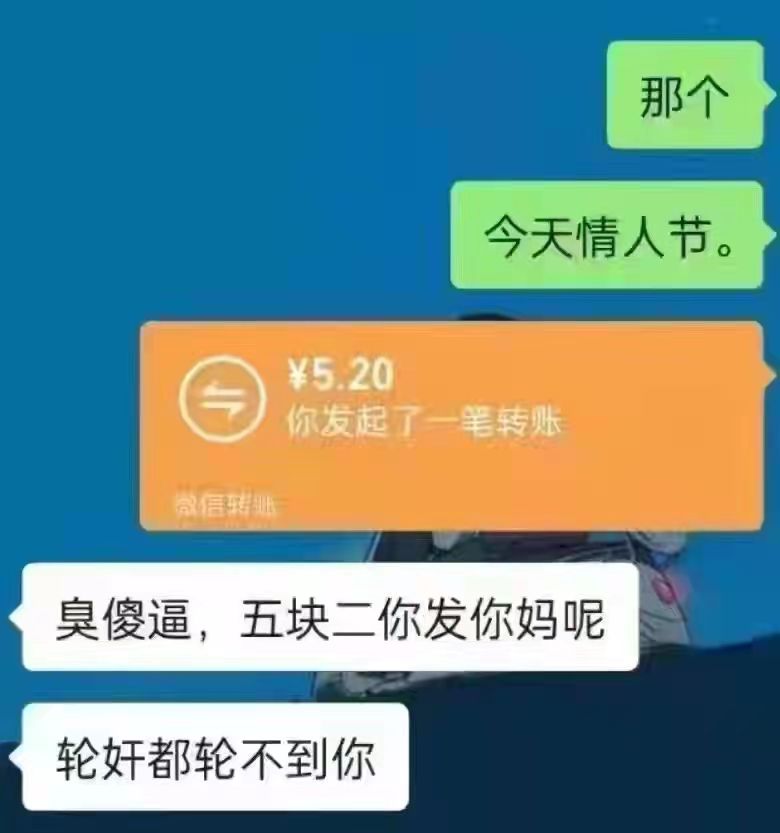 那个
今天情人节。
¥5.20
你发起了一笔转账
微信转账
臭傻逼，五块二你发你妈呢
轮奸都轮不到你